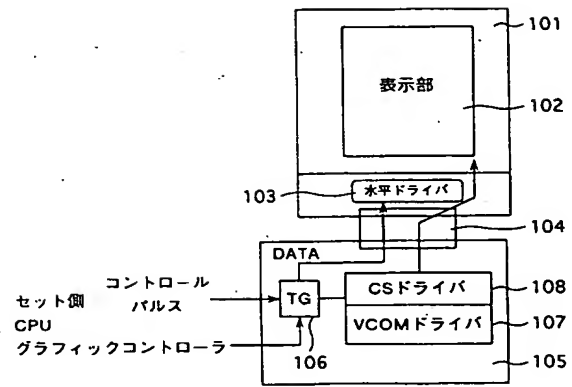 101
表示部
102
103
水平ドライバ
104
DATA
コントロール
パルス
セット側
CPU
グラフィックコントローラ
TG
106
CSドライバ
108
VCOMドライバ
107
105